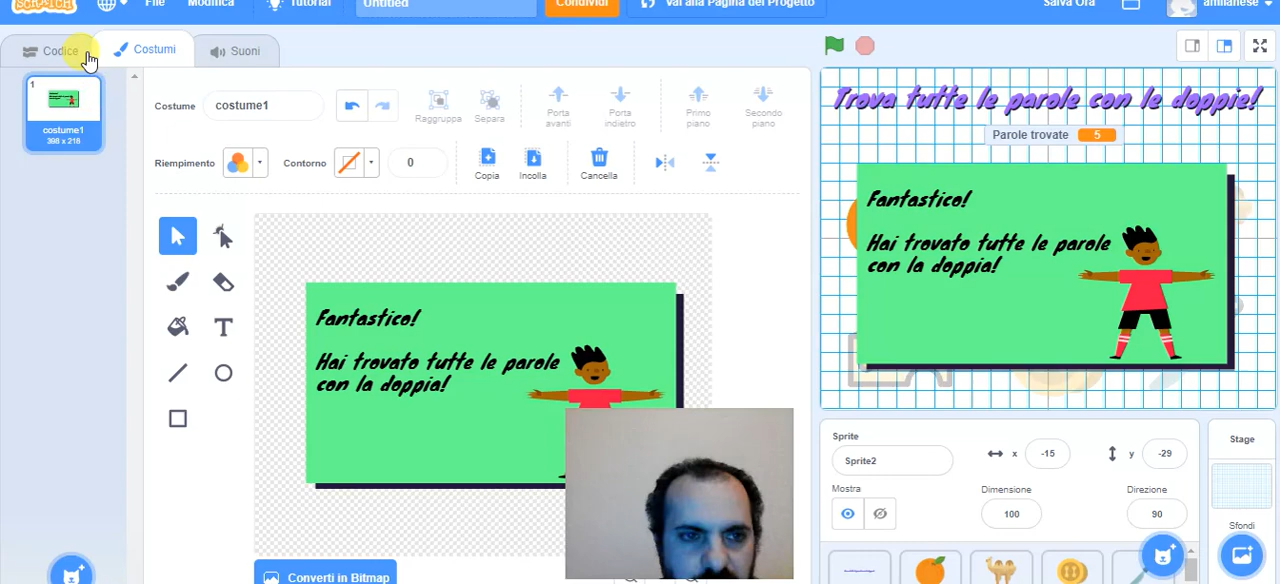 SCRATCH File Modifica Tutorial Untitled Condividi Vai alla Pagina del Progetto Salva Ora amilanese
Codice Costumi Suoni
1
costume1
398 x 218
Costume costume1 Raggruppa Separa Porta avanti Porta indietro Primo piano Secondo piano
Riempimento Contorno 0 Copia Incolla Cancella
Fantastico!
Hai trovato tutte le parole
con la doppia!
Converti in Bitmap
Trova tutte le parole con le doppie!
Parole trovate 5
Fantastico!
Hai trovato tutte le parole
con la doppia!
Sprite
Sprite2 x -15 y -29
Mostra Dimensione Direzione
100 90
Stage
Sfondi